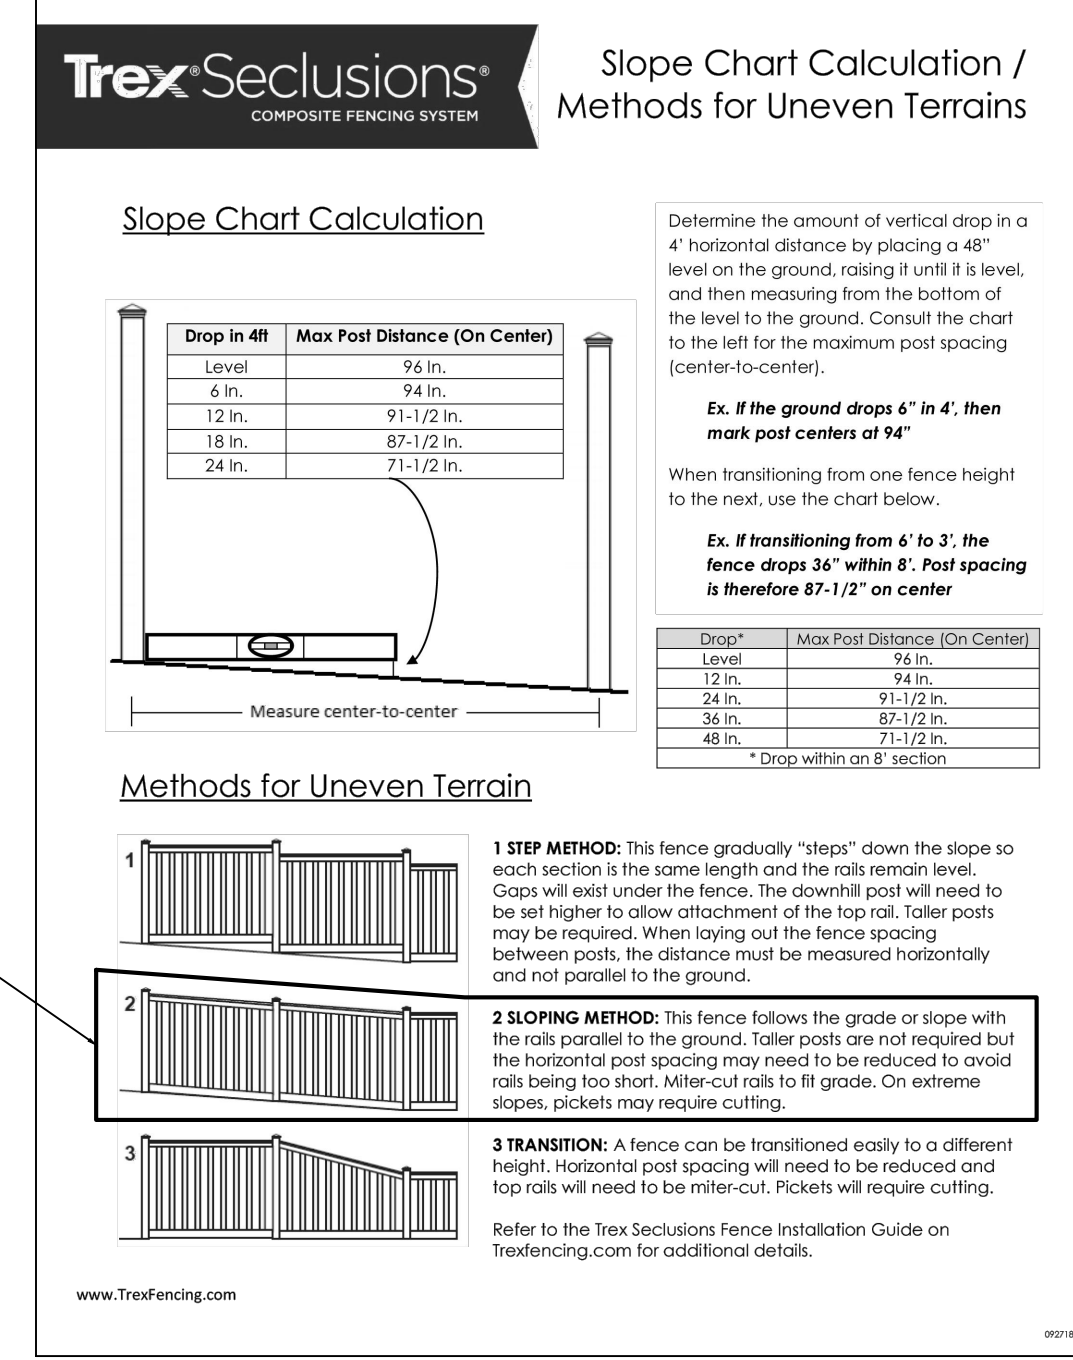 Trex® Seclusions®
COMPOSITE FENCING SYSTEM
Slope Chart Calculation /
Methods for Uneven Terrains
Slope Chart Calculation
Drop in 4ft Max Post Distance (On Center)
Level 96 In.
6 In. 94 In.
12 In. 91-1/2 In.
18 In. 87-1/2 In.
24 In. 71-1/2 In.
Measure center-to-center
Determine the amount of vertical drop in a
4’ horizontal distance by placing a 48”
level on the ground, raising it until it is level,
and then measuring from the bottom of
the level to the ground. Consult the chart
to the left for the maximum post spacing
(center-to-center).
Ex. If the ground drops 6” in 4’, then
mark post centers at 94”
When transitioning from one fence height
to the next, use the chart below.
Ex. If transitioning from 6’ to 3’, the
fence drops 36” within 8’. Post spacing
is therefore 87-1/2” on center
Drop* Max Post Distance (On Center)
Level 96 In.
12 In. 94 In.
24 In. 91-1/2 In.
36 In. 87-1/2 In.
48 In. 71-1/2 In.
* Drop within an 8’ section
Methods for Uneven Terrain
1
1 STEP METHOD: This fence gradually “steps” down the slope so
each section is the same length and the rails remain level.
Gaps will exist under the fence. The downhill post will need to
be set higher to allow attachment of the top rail. Taller posts
may be required. When laying out the fence spacing
between posts, the distance must be measured horizontally
and not parallel to the ground.
2
2 SLOPING METHOD: This fence follows the grade or slope with
the rails parallel to the ground. Taller posts are not required but
the horizontal post spacing may need to be reduced to avoid
rails being too short. Miter-cut rails to fit grade. On extreme
slopes, pickets may require cutting.
3
3 TRANSITION: A fence can be transitioned easily to a different
height. Horizontal post spacing will need to be reduced and
top rails will need to be miter-cut. Pickets will require cutting.
Refer to the Trex Seclusions Fence Installation Guide on
Trexfencing.com for additional details.
www.TrexFencing.com
092718